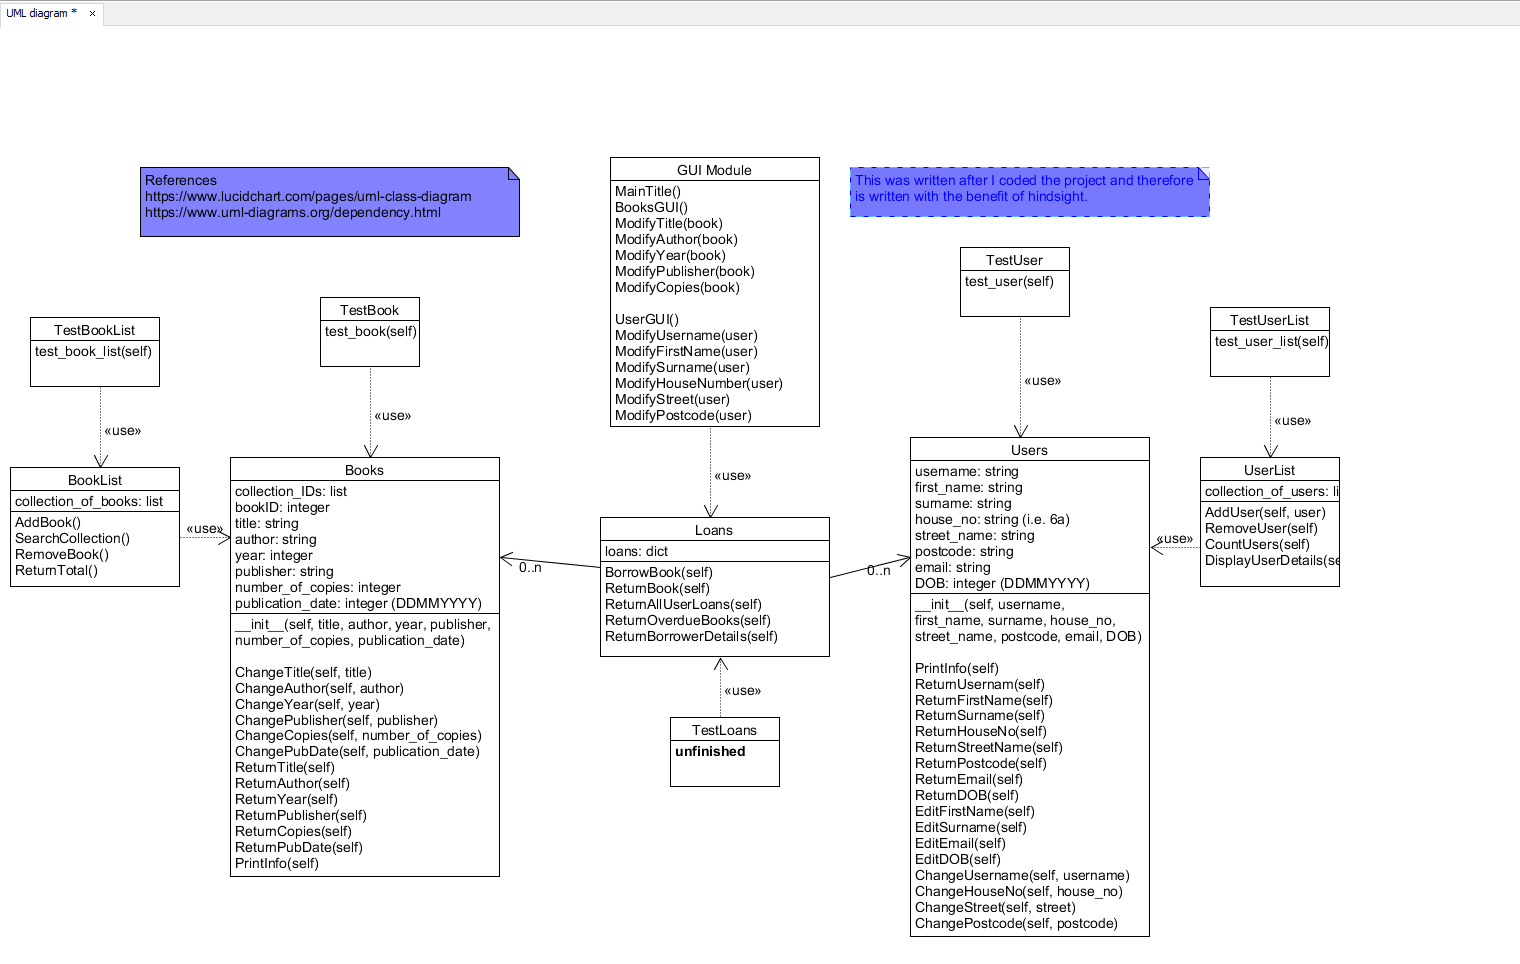 UML diagram *
References
https://www.lucidchart.com/pages/uml-class-diagram
https://www.uml-diagrams.org/dependency.html
GUI Module
MainTitle()
BooksGUI()
ModifyTitle(book)
ModifyAuthor(book)
ModifyYear(book)
ModifyPublisher(book)
ModifyCopies(book)
UserGUI()
ModifyUsername(user)
ModifyFirstName(user)
ModifySurname(user)
ModifyHouseNumber(user)
ModifyStreet(user)
ModifyPostcode(user)
This was written after I coded the project and therefore
is written with the benefit of hindsight.
TestUser
test_user(self)
TestBook
test_book(self)
TestBookList
test_book_list(self)
TestUserList
test_user_list(self)
«use»
«use»
«use»
«use»
«use»
BookList
collection_of_books: list
AddBook()
SearchCollection()
RemoveBook()
ReturnTotal()
«use»
Books
collection_IDs: list
bookID: integer
title: string
author: string
year: integer
publisher: string
number_of_copies: integer
publication_date: integer (DDMMYYYY)
__init__(self, title, author, year, publisher,
number_of_copies, publication_date)
ChangeTitle(self, title)
ChangeAuthor(self, author)
ChangeYear(self, year)
ChangePublisher(self, publisher)
ChangeCopies(self, number_of_copies)
ChangePubDate(self, publication_date)
ReturnTitle(self)
ReturnAuthor(self)
ReturnYear(self)
ReturnPublisher(self)
ReturnCopies(self)
ReturnPubDate(self)
PrintInfo(self)
0..n
Loans
loans: dict
BorrowBook(self)
ReturnBook(self)
ReturnAllUserLoans(self)
ReturnOverdueBooks(self)
ReturnBorrowerDetails(self)
0..n
«use»
TestLoans
unfinished
Users
username: string
first_name: string
surname: string
house_no: string (i.e. 6a)
street_name: string
postcode: string
email: string
DOB: integer (DDMMYYYY)
__init__(self, username,
first_name, surname, house_no,
street_name, postcode, email, DOB)
PrintInfo(self)
ReturnUsernam(self)
ReturnFirstName(self)
ReturnSurname(self)
ReturnHouseNo(self)
ReturnStreetName(self)
ReturnPostcode(self)
ReturnEmail(self)
ReturnDOB(self)
EditFirstName(self)
EditSurname(self)
EditEmail(self)
EditDOB(self)
ChangeUsername(self, username)
ChangeHouseNo(self, house_no)
ChangeStreet(self, street)
ChangePostcode(self, postcode)
«use»
UserList
collection_of_users: li
AddUser(self, user)
RemoveUser(self)
CountUsers(self)
DisplayUserDetails(se